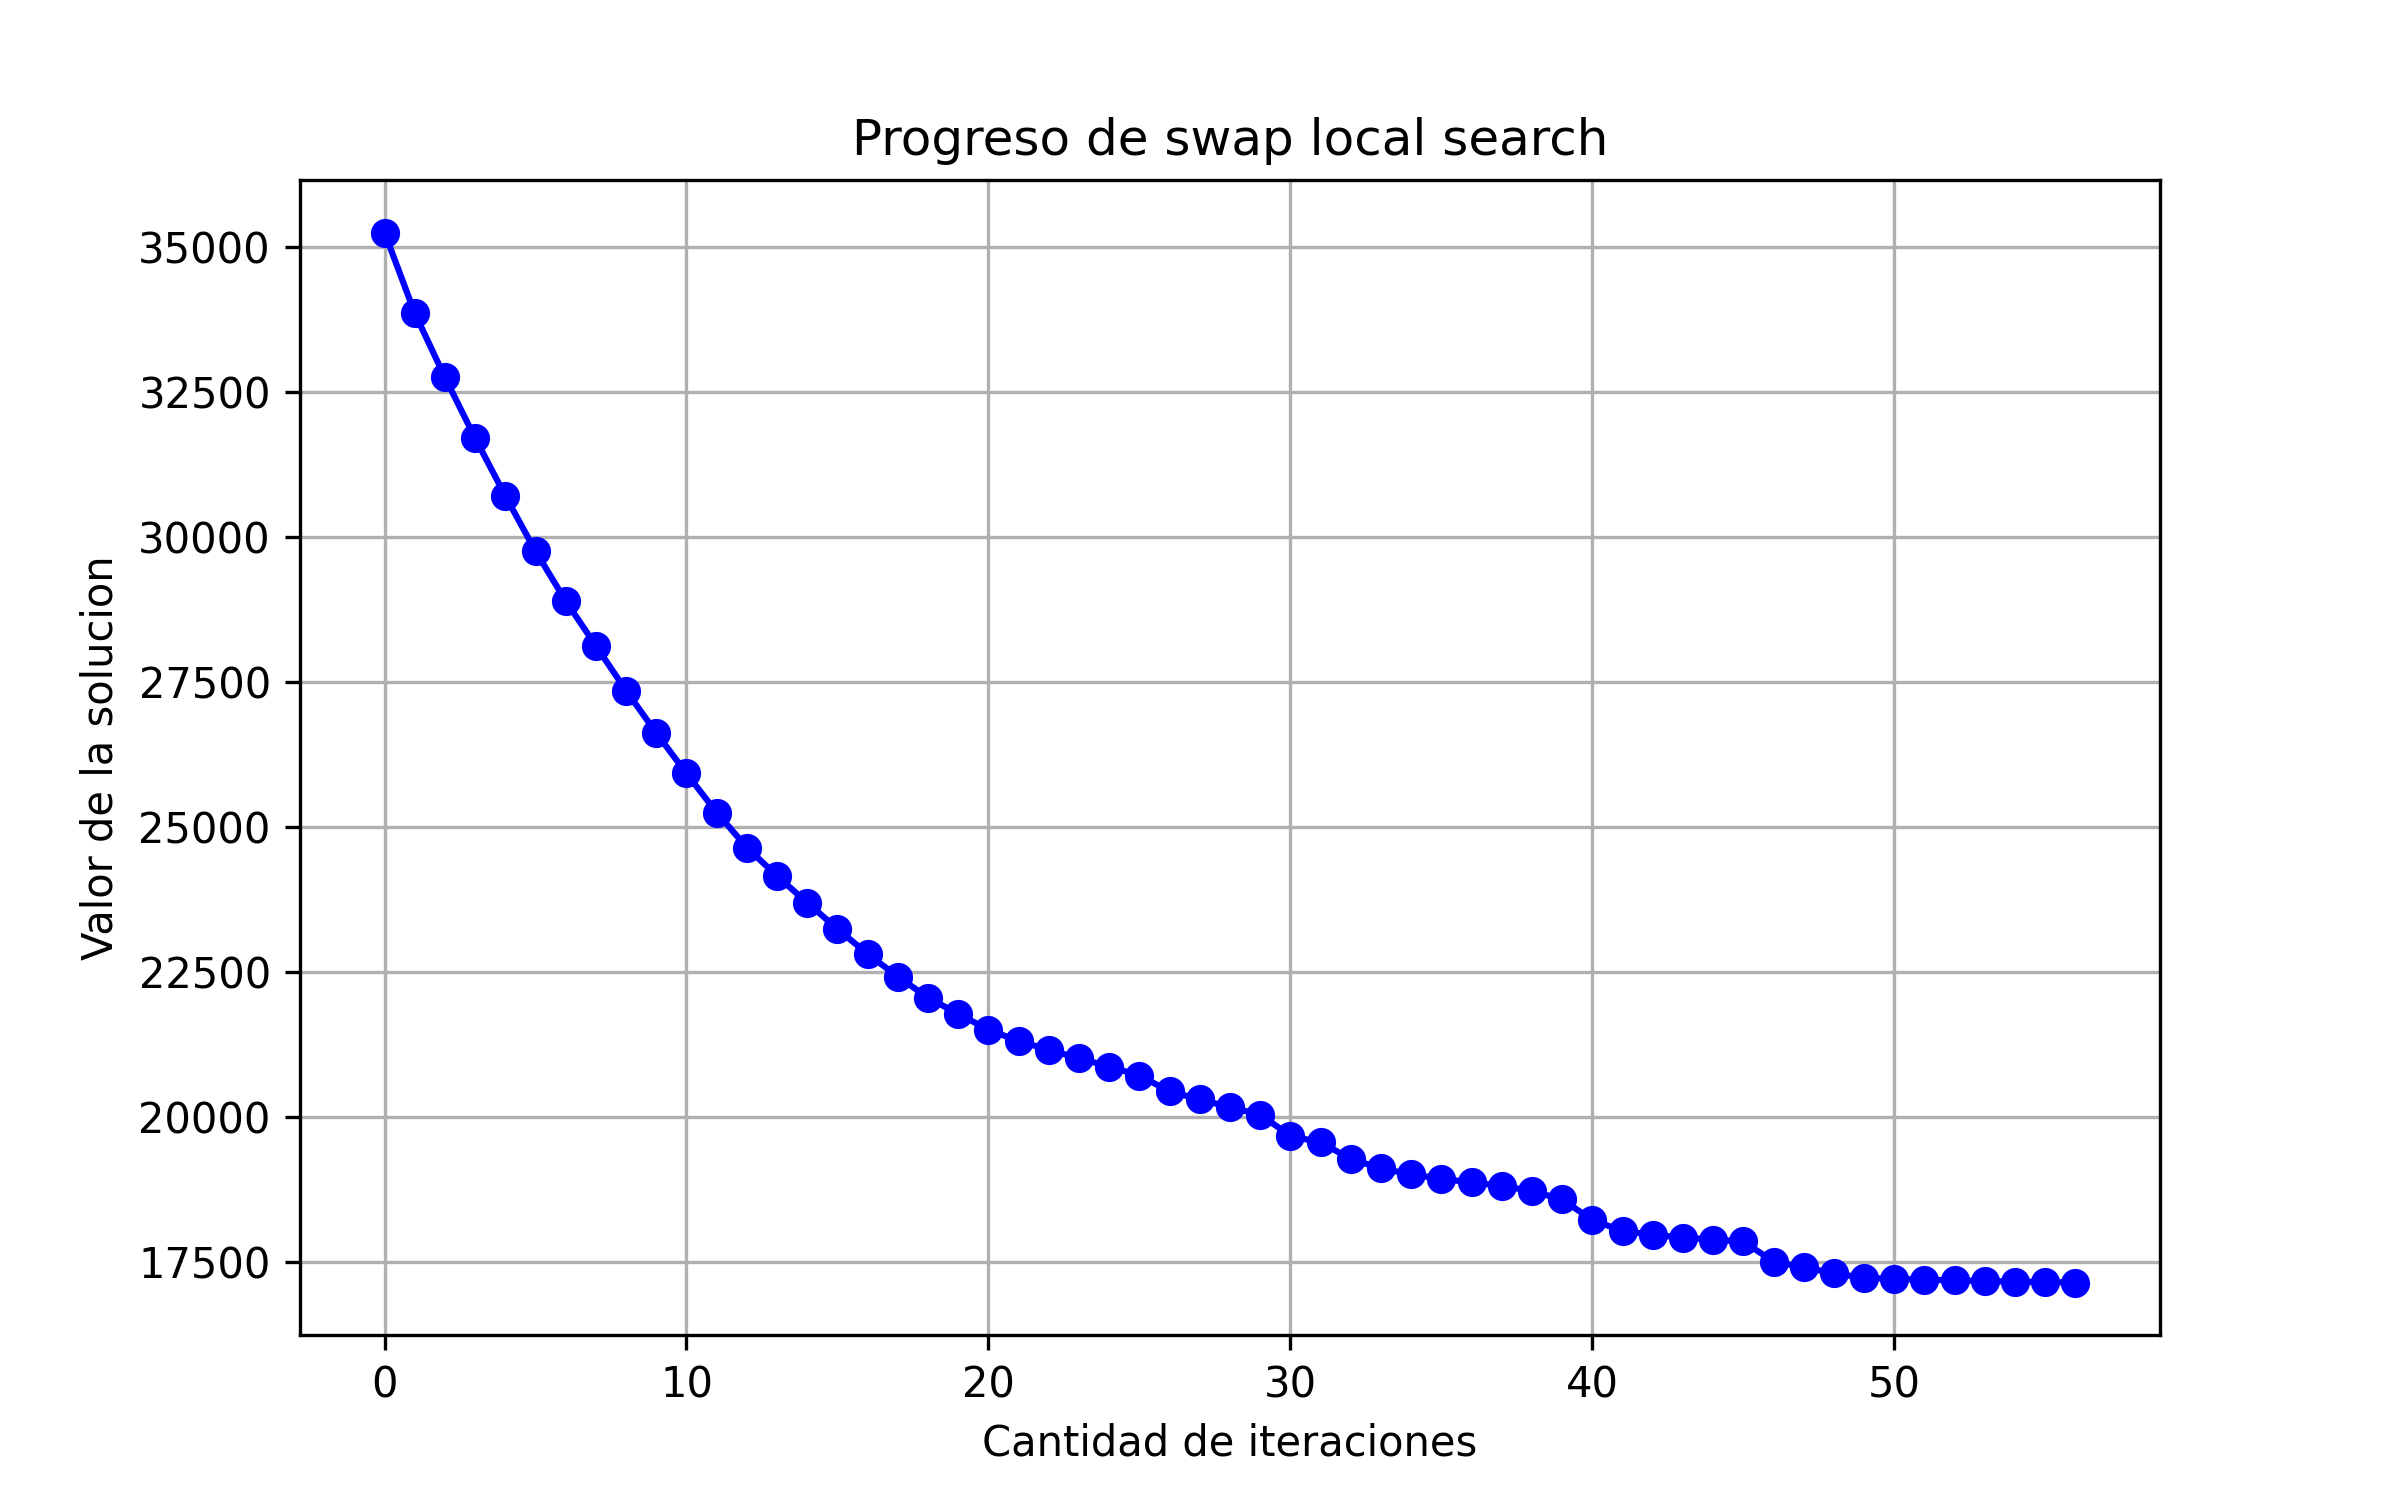 Progreso de swap local search
Valor de la solucion
35000
32500
30000
27500
25000
22500
20000
17500
0 10 20 30 40 50
Cantidad de iteraciones